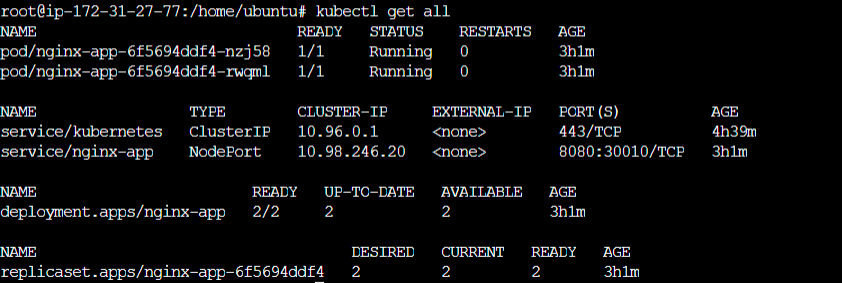 root@ip-172-31-27-77:/home/ubuntu# kubectl get all
NAME READY STATUS RESTARTS AGE
pod/nginx-app-6f5694ddf4-nzj58 1/1 Running 0 3h1m
pod/nginx-app-6f5694ddf4-rwqml 1/1 Running 0 3h1m
NAME TYPE CLUSTER-IP EXTERNAL-IP PORT(S) AGE
service/kubernetes ClusterIP 10.96.0.1 <none> 443/TCP 4h39m
service/nginx-app NodePort 10.98.246.20 <none> 8080:30010/TCP 3h1m
NAME READY UP-TO-DATE AVAILABLE AGE
deployment.apps/nginx-app 2/2 2 2 3h1m
NAME DESIRED CURRENT READY AGE
replicaset.apps/nginx-app-6f5694ddf4 2 2 2 3h1m